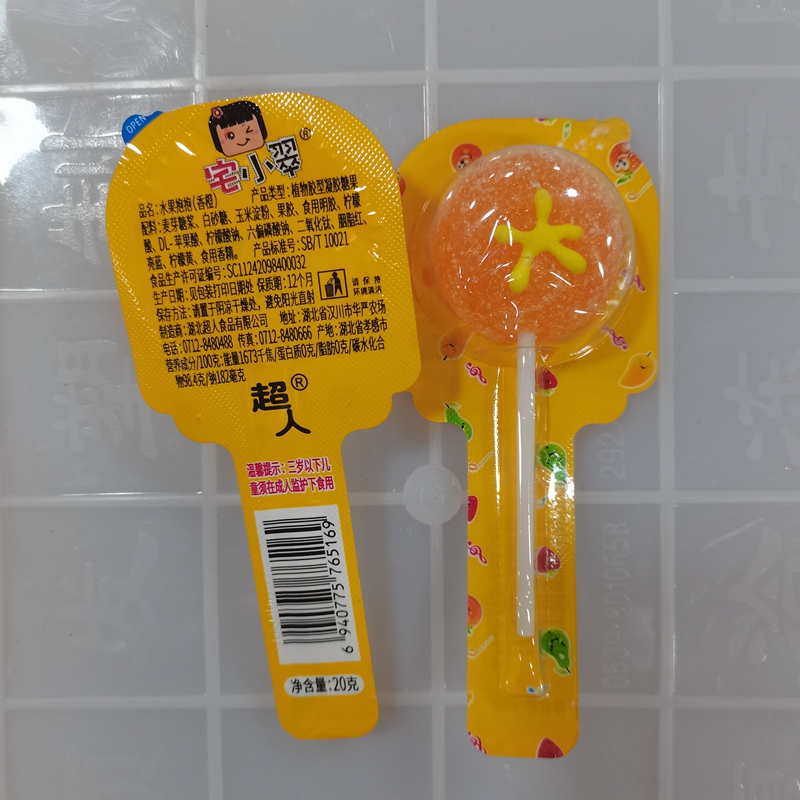 OPEN
宅小翠®
品名：水果抱抱(香橙) 产品类型：植物胶型凝胶糖果
配料：麦芽糖浆、白砂糖、玉米淀粉、果胶、食用明胶、柠檬
酸、DL-苹果酸、柠檬酸钠、六偏磷酸钠、二氧化钛、胭脂红、
亮蓝、柠檬黄、食用香精。 产品标准号：SB/T 10021
食品生产许可证编号：SC11242098400032
生产日期：见包装打印日期处 保质期：12个月
请保持
环境清洁
保存方法：请置于阴凉干燥处，避免阳光直射
制造商：湖北超人食品有限公司 地址：湖北省汉川市华严农场
电话：0712-8480488 传真：0712-8480666 产地：湖北省孝感市
营养成分/100克:能量1673千焦/蛋白质0克/脂肪0克/碳水化合
物98.4克/钠182毫克
超人®
温馨提示：三岁以下儿
童须在成人监护下食用
6 940775 765169
净含量：20克